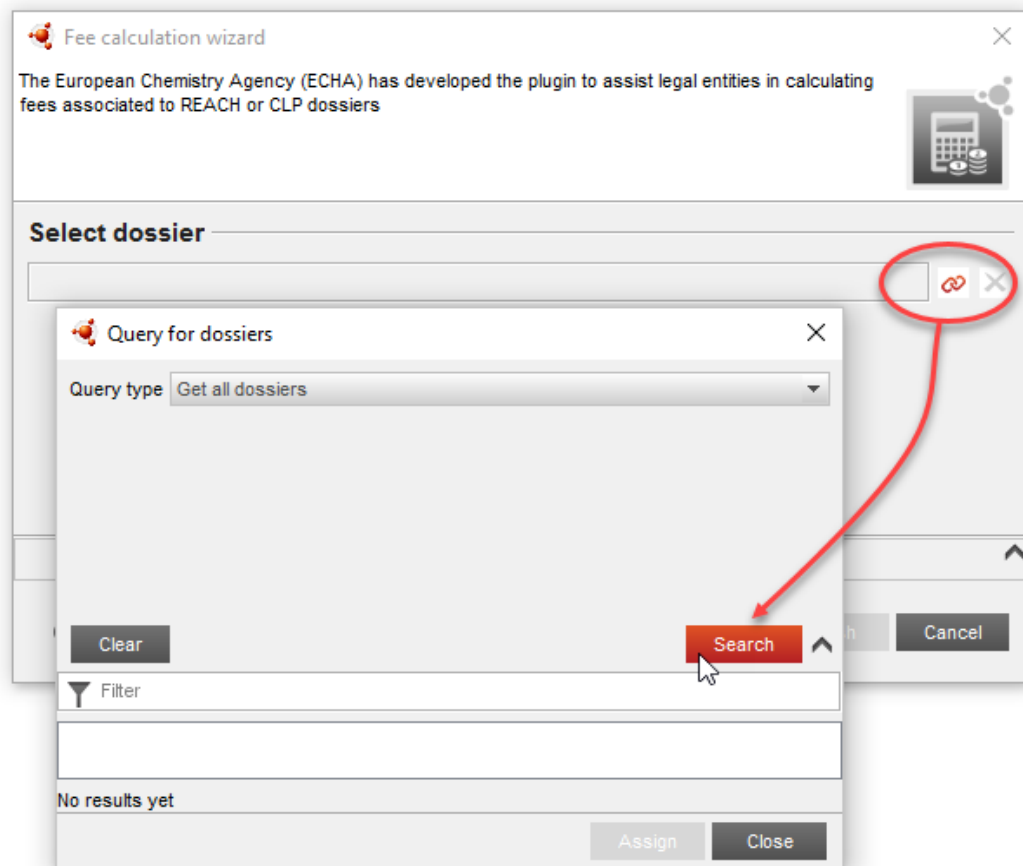 Fee calculation wizard
The European Chemistry Agency (ECHA) has developed the plugin to assist legal entities in calculating
fees associated to REACH or CLP dossiers
Select dossier
Query for dossiers
Query type Get all dossiers
Clear Search
Cancel
Filter
No results yet
Assign Close